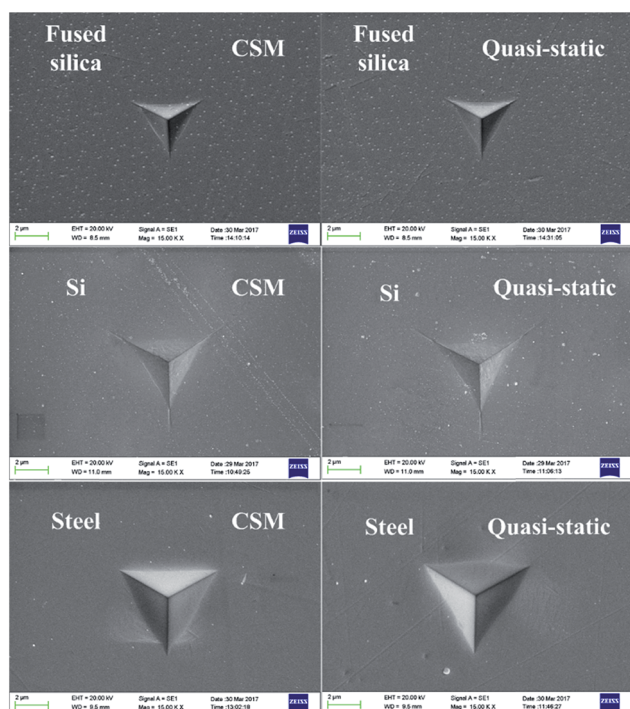 Fused
silica
CSM
2 µm
EHT = 20.00 kV
WD = 8.5 mm
Signal A = SE1
Mag = 15.00 K X
Date :30 Mar 2017
Time :14:10:14
ZEISS
Fused
silica
Quasi-static
2 µm
EHT = 20.00 kV
WD = 8.5 mm
Signal A = SE1
Mag = 15.00 K X
Date :30 Mar 2017
Time :14:31:05
ZEISS
Si
CSM
2 µm
EHT = 20.00 kV
WD = 11.0 mm
Signal A = SE1
Mag = 15.00 K X
Date :29 Mar 2017
Time :10:49:25
ZEISS
Si
Quasi-static
2 µm
EHT = 20.00 kV
WD = 11.0 mm
Signal A = SE1
Mag = 15.00 K X
Date :29 Mar 2017
Time :11:06:13
ZEISS
Steel
CSM
2 µm
EHT = 20.00 kV
WD = 9.5 mm
Signal A = SE1
Mag = 15.00 K X
Date :30 Mar 2017
Time :13:02:18
ZEISS
Steel
Quasi-static
2 µm
EHT = 20.00 kV
WD = 9.5 mm
Signal A = SE1
Mag = 15.00 K X
Date :30 Mar 2017
Time :11:46:27
ZEISS